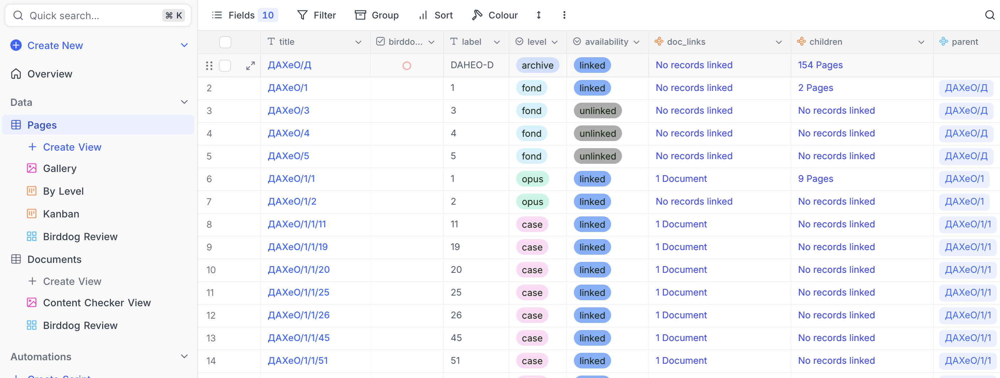 Quick search... ⌘ K
Create New
Overview
Data
Pages
Create View
Gallery
By Level
Kanban
Birddog Review
Documents
Create View
Content Checker View
Birddog Review
Automations
Create Script
Fields 10 Filter Group Sort Colour
title birddo... label level availability doc_links children parent
ДАХеО/Д DAHEO-D archive linked No records linked 154 Pages
2 ДАХеО/1 1 fond linked No records linked 2 Pages ДАХеО/Д
3 ДАХеО/3 3 fond unlinked No records linked No records linked ДАХеО/Д
4 ДАХеО/4 4 fond unlinked No records linked No records linked ДАХеО/Д
5 ДАХеО/5 5 fond unlinked No records linked No records linked ДАХеО/Д
6 ДАХеО/1/1 1 opus linked 1 Document 9 Pages ДАХеО/1
7 ДАХеО/1/2 2 opus linked No records linked No records linked ДАХеО/1
8 ДАХеО/1/1/11 11 case linked 1 Document No records linked ДАХеО/1/1
9 ДАХеО/1/1/19 19 case linked 1 Document No records linked ДАХеО/1/1
10 ДАХеО/1/1/20 20 case linked 1 Document No records linked ДАХеО/1/1
11 ДАХеО/1/1/25 25 case linked 1 Document No records linked ДАХеО/1/1
12 ДАХеО/1/1/26 26 case linked 1 Document No records linked ДАХеО/1/1
13 ДАХеО/1/1/45 45 case linked 1 Document No records linked ДАХеО/1/1
14 ДАХеО/1/1/51 51 case linked 1 Document No records linked ДАХеО/1/1